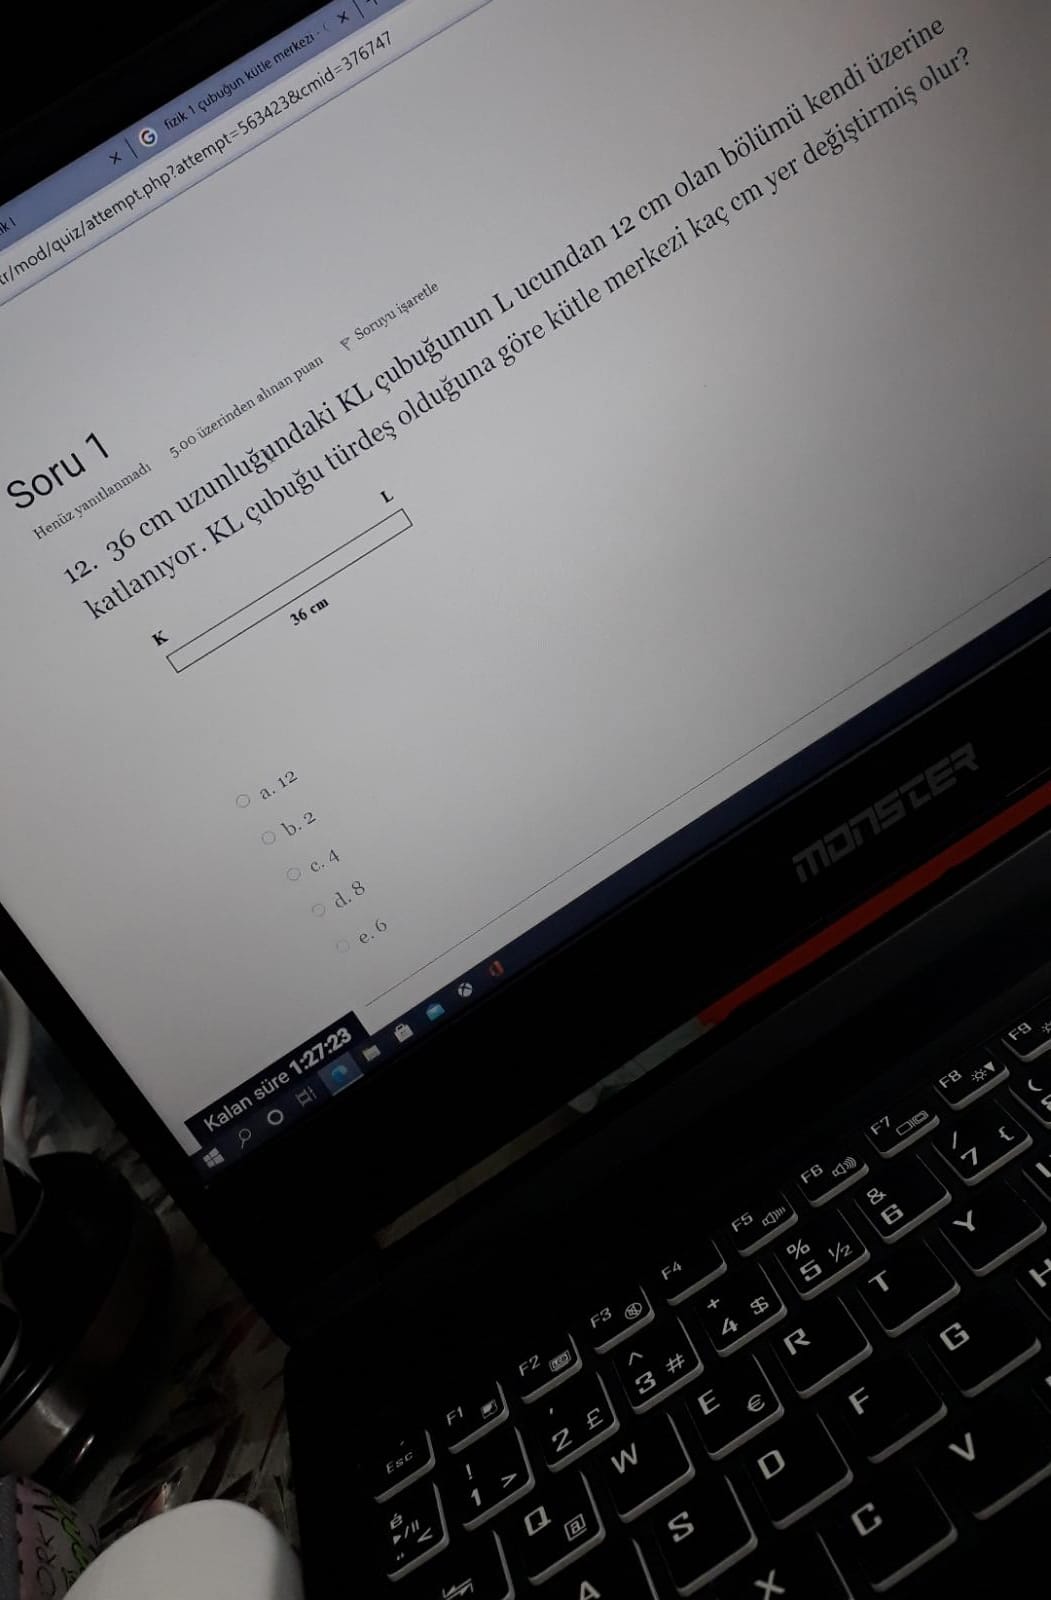 fizik 1 çubuğun kütle merkezi - (
tr/mod/quiz/attempt.php?attempt=563423&cmid=376747
Soru 1
Henüz yanıtlanmadı 5.00 üzerinden alınan puan Soruyu işaretle
12. 36 cm uzunluğundaki KL çubuğunun L ucundan 12 cm olan bölümü kendi üzerine
katlanıyor. KL çubuğu türdeş olduğuna göre kütle merkezi kaç cm yer değiştirmiş olur?
K L
36 cm
a. 12
b. 2
c. 4
d. 8
e. 6
Kalan süre 1:27:23
MONSTER
Esc F1 F2 F3 F4 F5 F6 F7 F8 F9
é < ! 1 > ' 2 £ ^ 3 # + 4 $ % 5 ½ & 6 / 7 {
Q @ W E € R T Y
A S D F G H
X C V